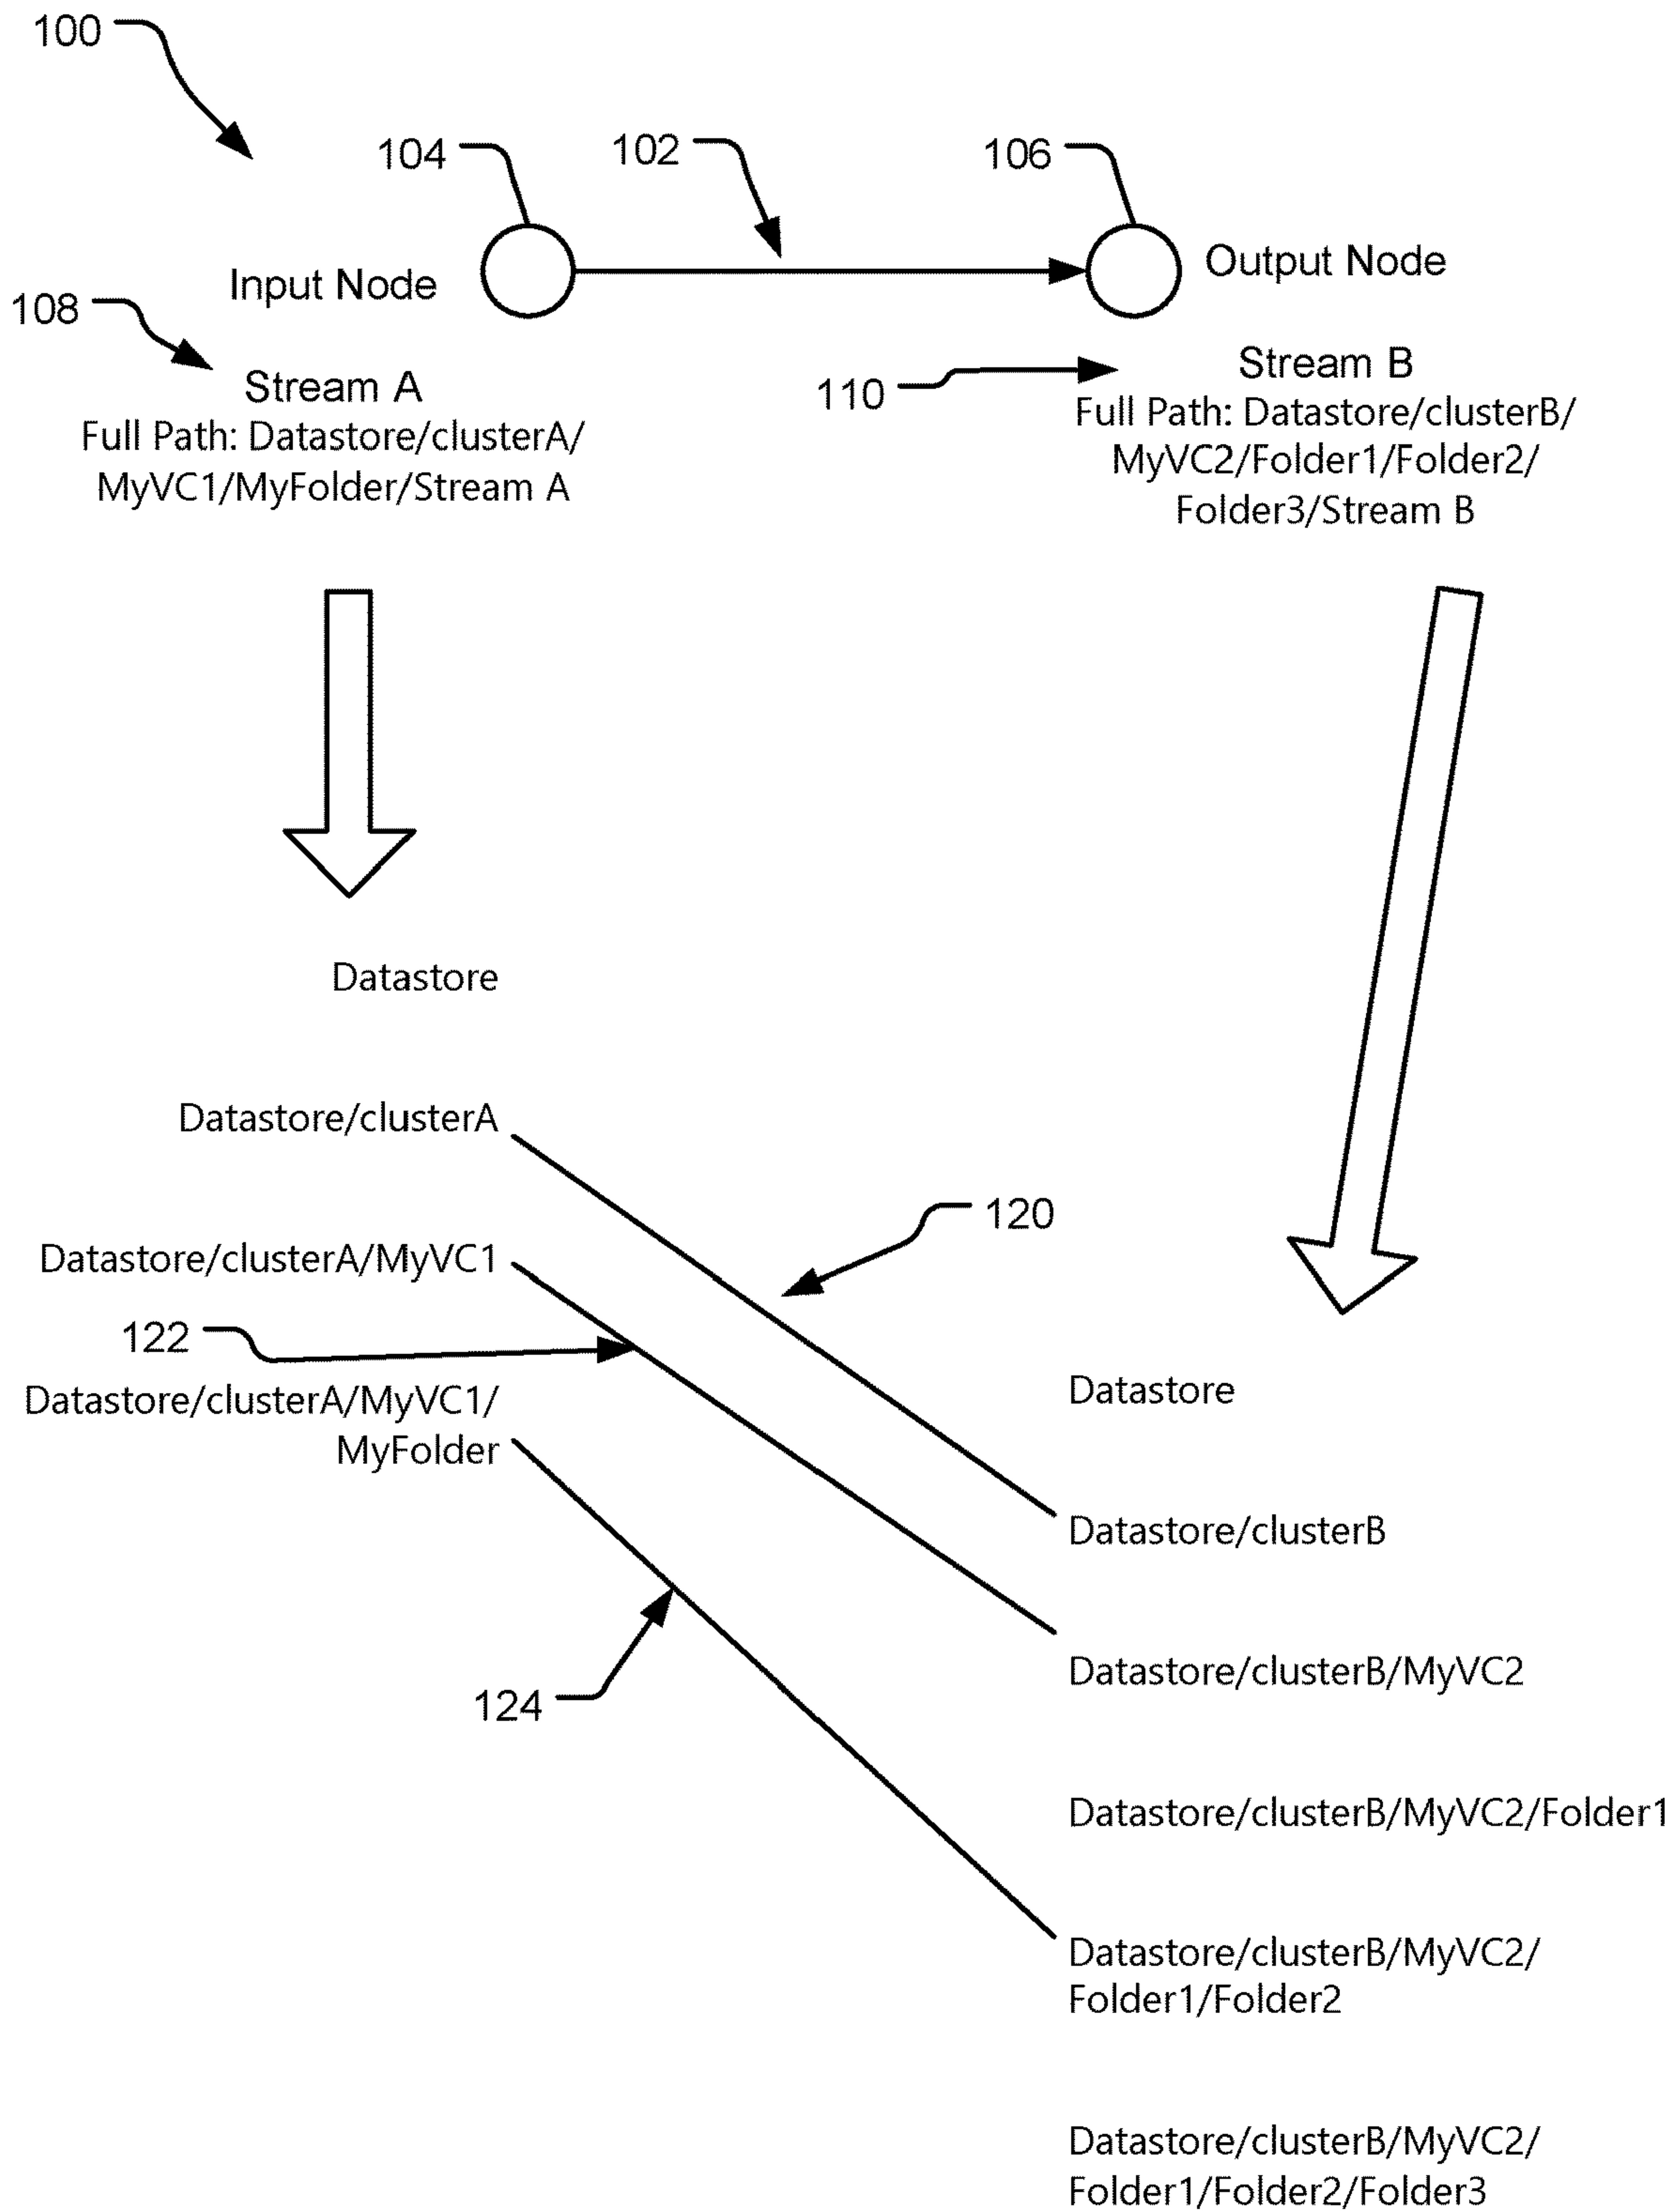 100
104
102
106
Input Node
Output Node
108
Stream A
Full Path: Datastore/clusterA/
MyVC1/MyFolder/Stream A
110
Stream B
Full Path: Datastore/clusterB/
MyVC2/Folder1/Folder2/
Folder3/Stream B
Datastore
Datastore/clusterA
Datastore/clusterA/MyVC1
120
122
Datastore/clusterA/MyVC1/
MyFolder
124
Datastore
Datastore/clusterB
Datastore/clusterB/MyVC2
Datastore/clusterB/MyVC2/Folder1
Datastore/clusterB/MyVC2/
Folder1/Folder2
Datastore/clusterB/MyVC2/
Folder1/Folder2/Folder3